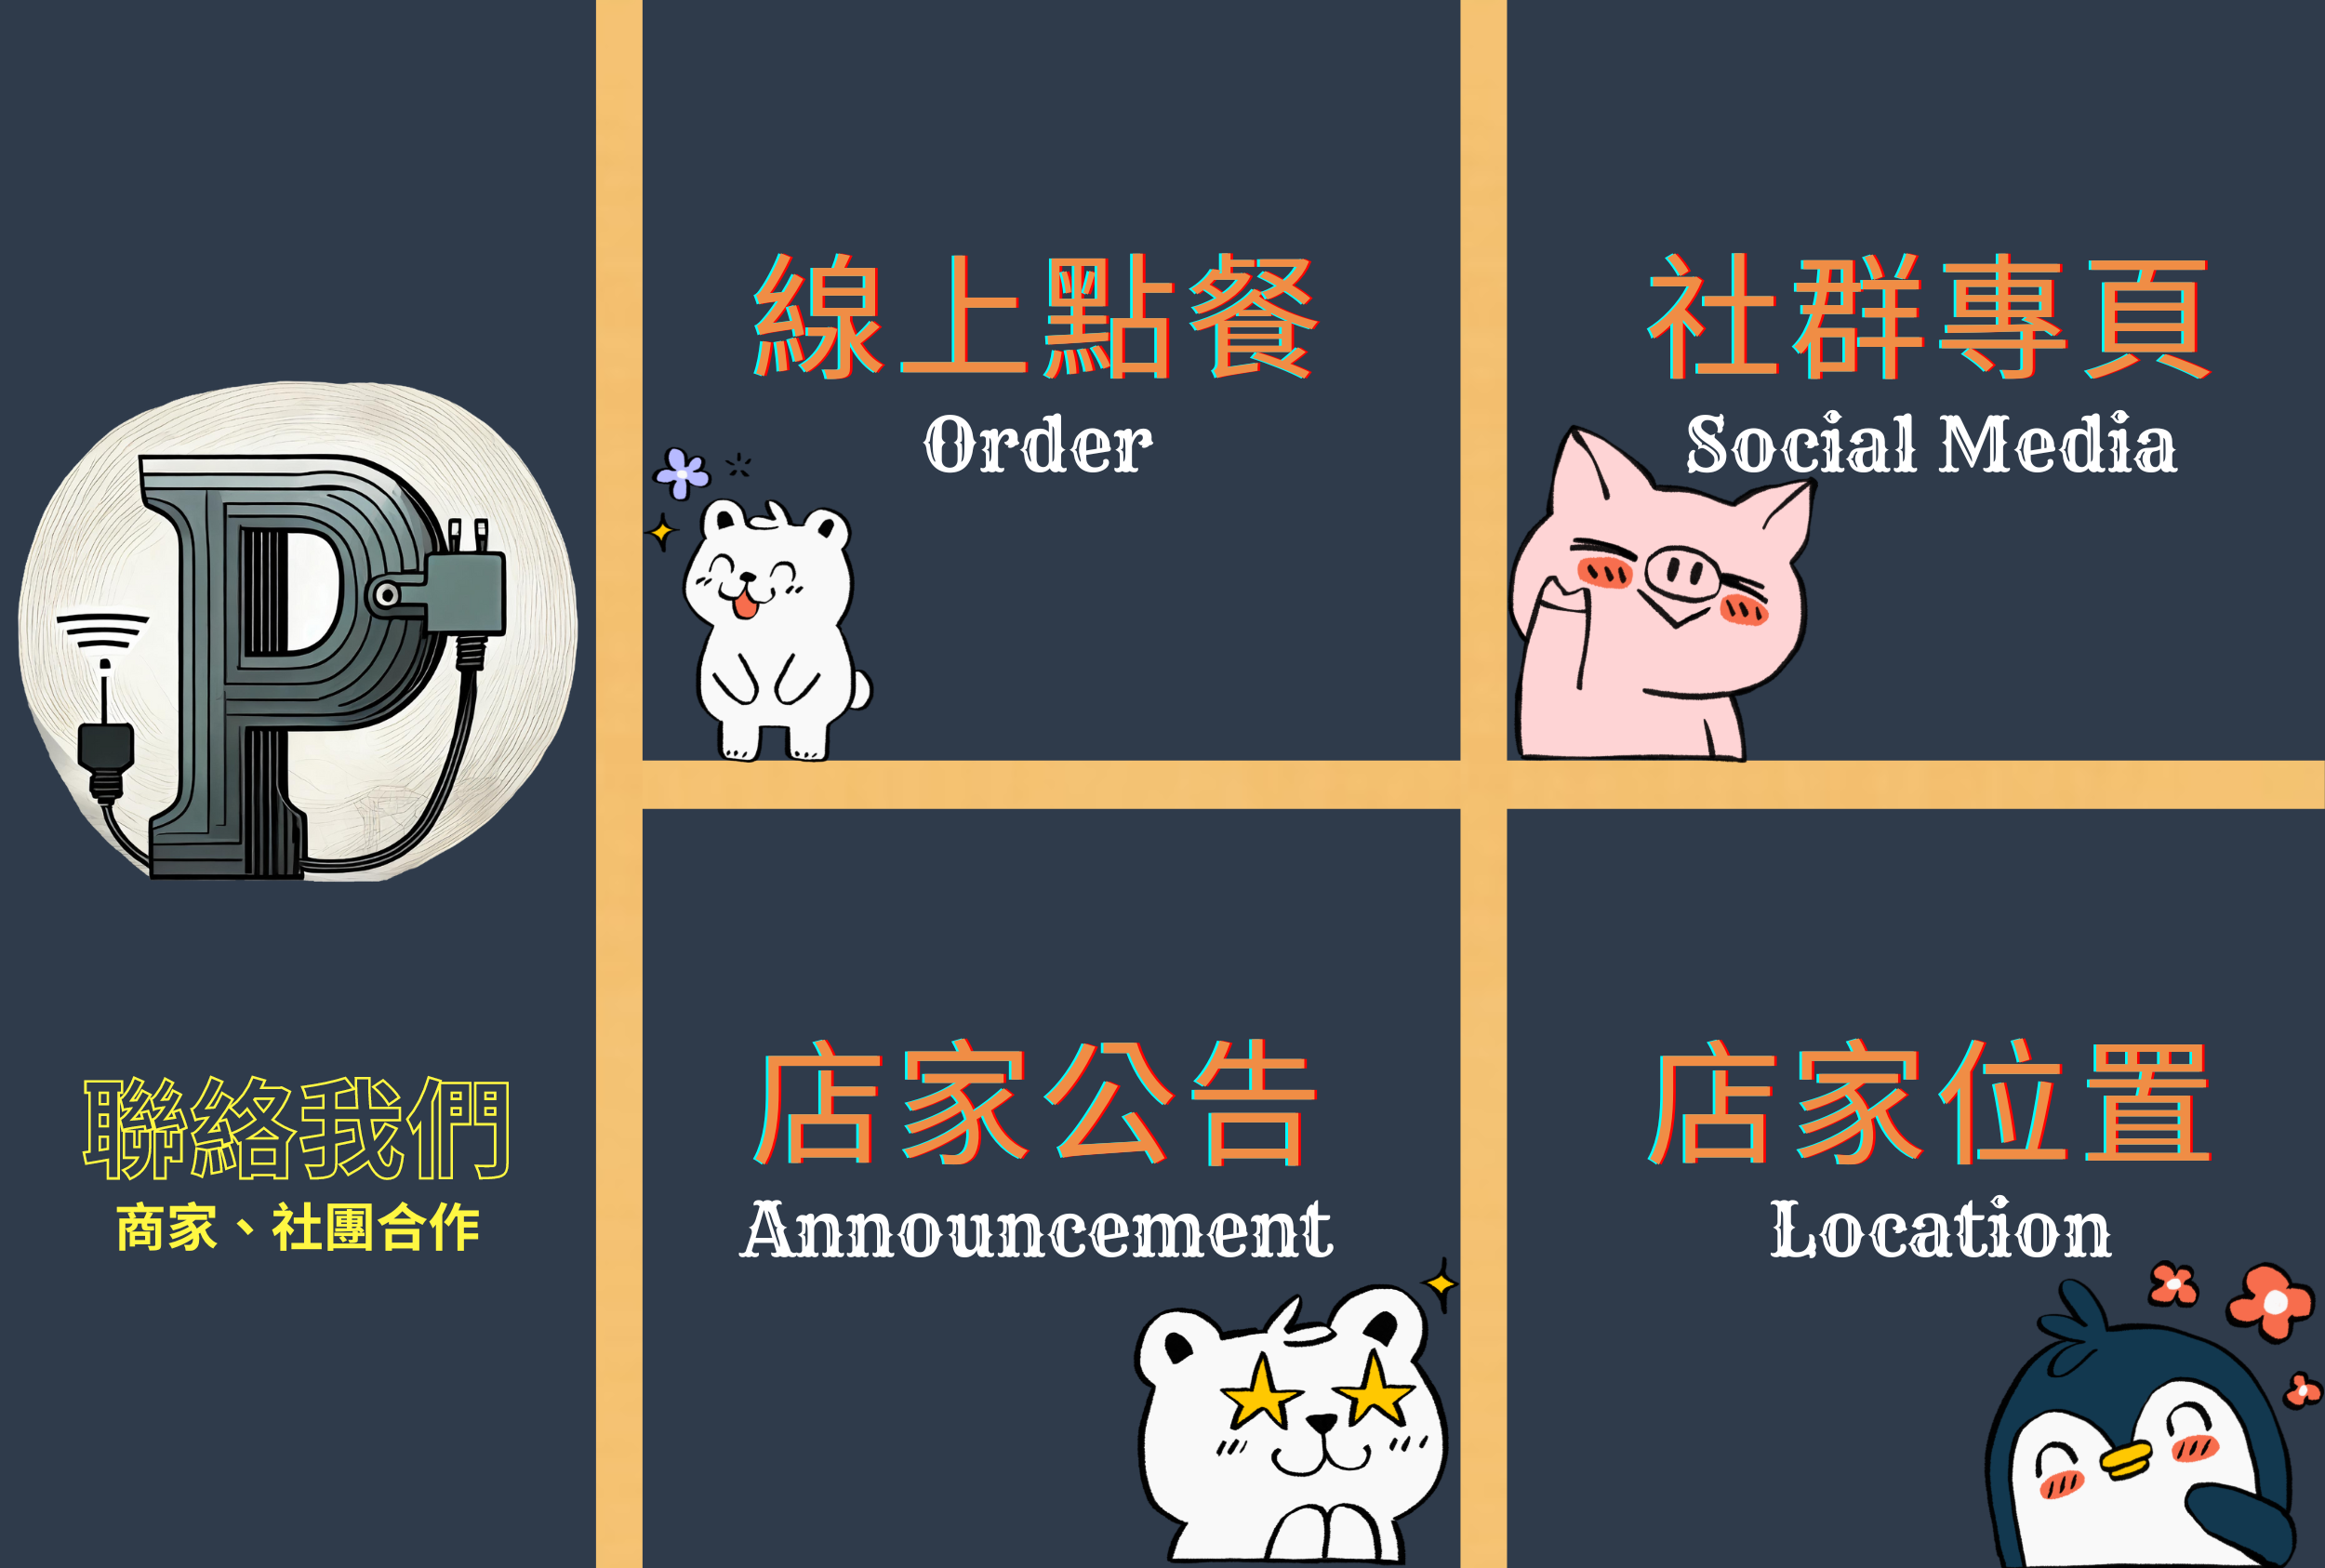 聯絡我們
商家、社團合作
線上點餐
Order
社群專頁
Social Media
店家公告
Announcement
店家位置
Location